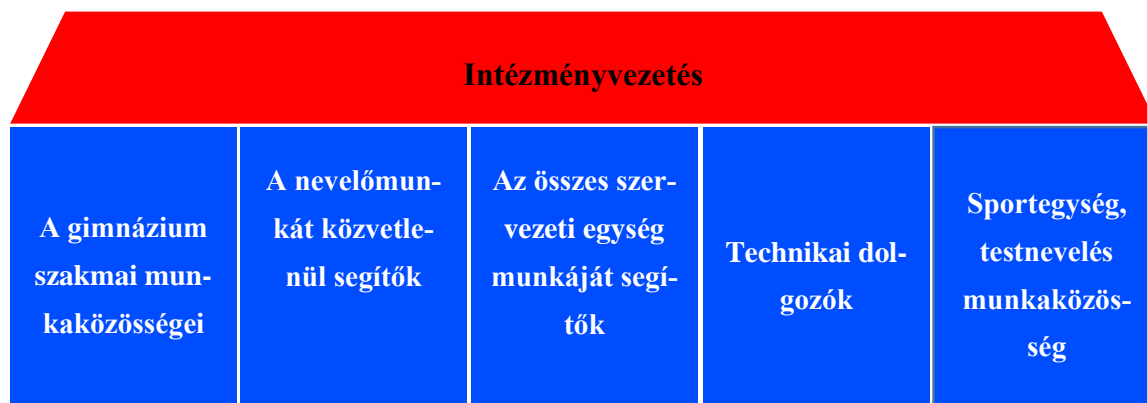 Intézményvezetés
A gimnázium
szakmai mun-
kaközösségei
A nevelőmun-
kát közvetle-
nül segítők
Az összes szer-
vezeti egység
munkáját segí-
tők
Technikai dol-
gozók
Sportegység,
testnevelés
munkaközös-
ség